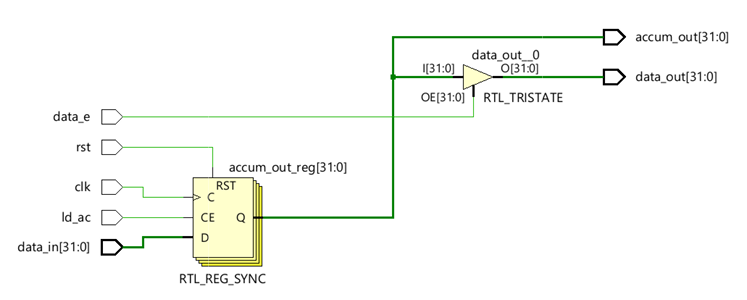 accum_out[31:0]
data_out__0
I[31:0] O[31:0] data_out[31:0]
OE[31:0] RTL_TRISTATE
data_e
rst
accum_out_reg[31:0]
RST
clk C
ld_ac CE Q
data_in[31:0] D
RTL_REG_SYNC